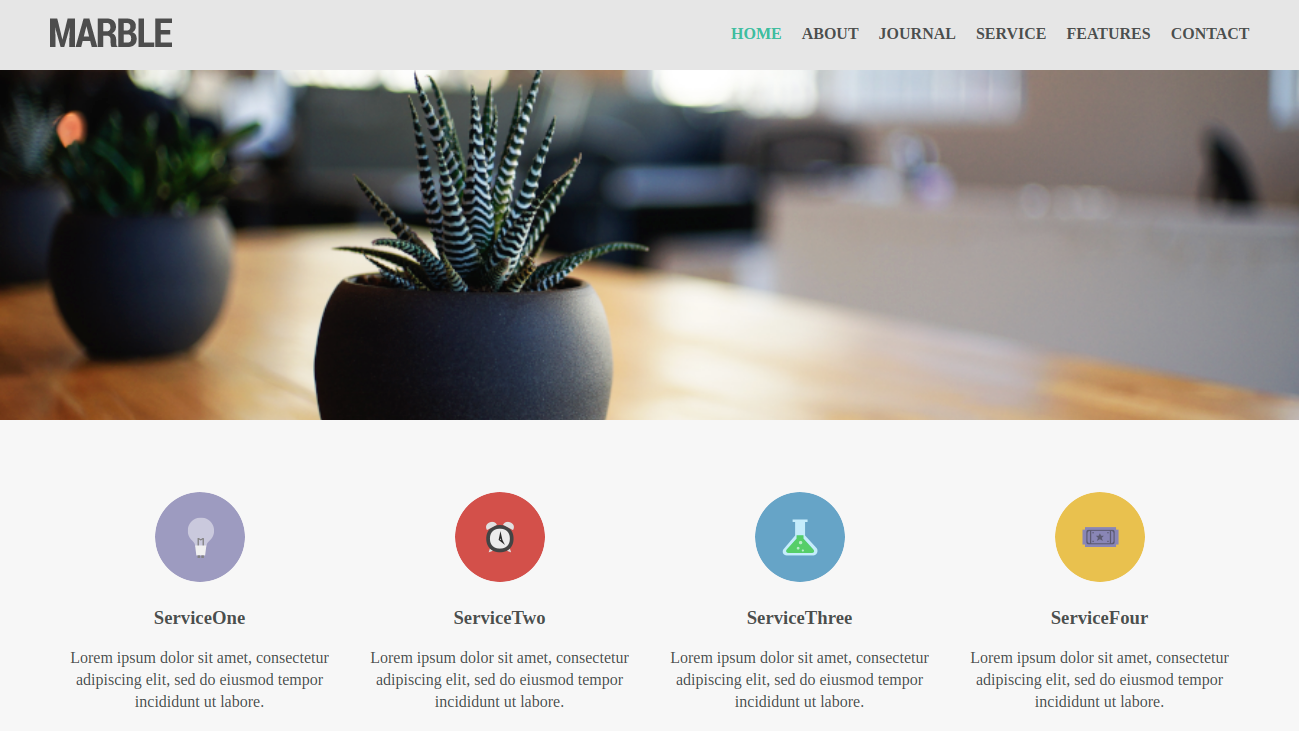 MARBLE
HOME ABOUT JOURNAL SERVICE FEATURES CONTACT
ServiceOne
Lorem ipsum dolor sit amet, consectetur
adipiscing elit, sed do eiusmod tempor
incididunt ut labore.
ServiceTwo
Lorem ipsum dolor sit amet, consectetur
adipiscing elit, sed do eiusmod tempor
incididunt ut labore.
ServiceThree
Lorem ipsum dolor sit amet, consectetur
adipiscing elit, sed do eiusmod tempor
incididunt ut labore.
ServiceFour
Lorem ipsum dolor sit amet, consectetur
adipiscing elit, sed do eiusmod tempor
incididunt ut labore.